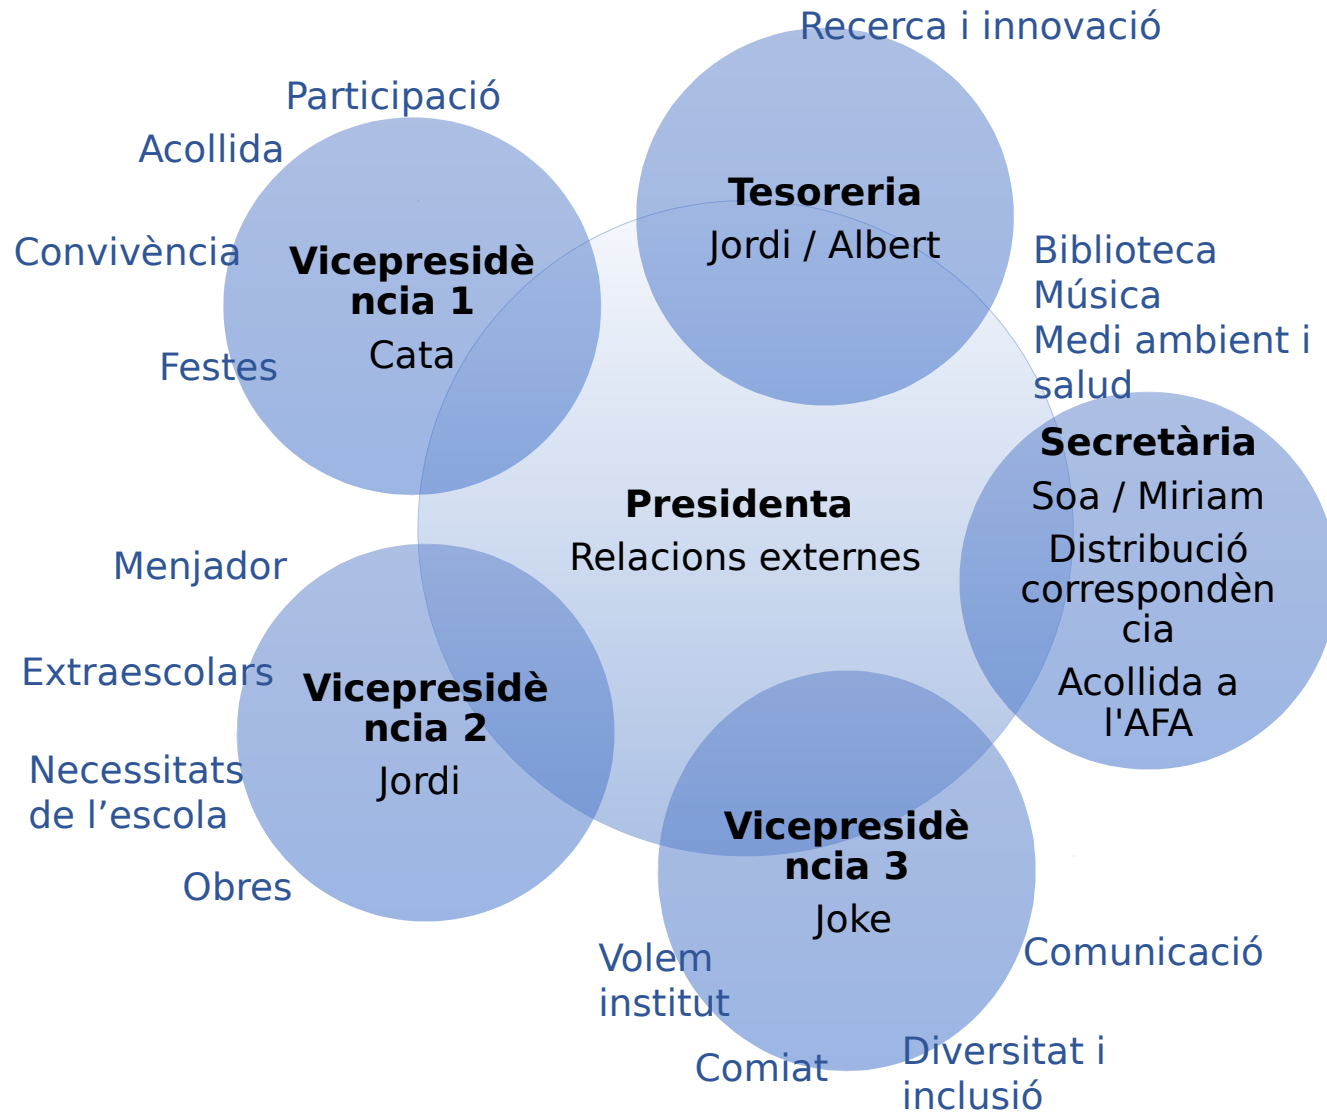 Recerca i innovació
Participació
Acollida
Convivència
Festes
Vicepresidè
ncia 1
Cata
Tesoreria
Jordi / Albert
Biblioteca
Música
Medi ambient i
salud
Secretària
Soa / Miriam
Distribució
correspondèn
cia
Acollida a
l'AFA
Presidenta
Relacions externes
Menjador
Extraescolars
Necessitats
de l’escola
Obres
Vicepresidè
ncia 2
Jordi
Vicepresidè
ncia 3
Joke
Volem
institut
Comiat
Comunicació
Diversitat i
inclusió